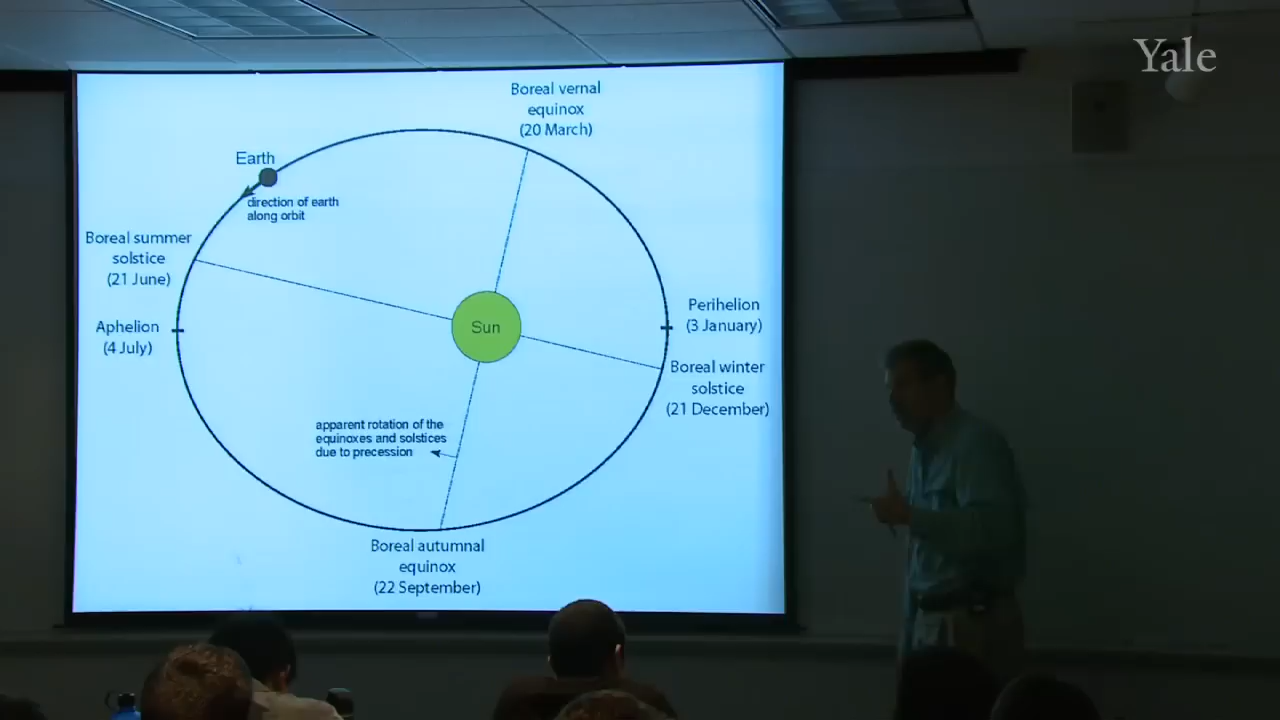 Yale
Boreal vernal
equinox
(20 March)
Earth
direction of earth
along orbit
Boreal summer
solstice
(21 June)
Aphelion
(4 July)
Sun
Perihelion
(3 January)
Boreal winter
solstice
(21 December)
apparent rotation of the
equinoxes and solstices
due to precession
Boreal autumnal
equinox
(22 September)